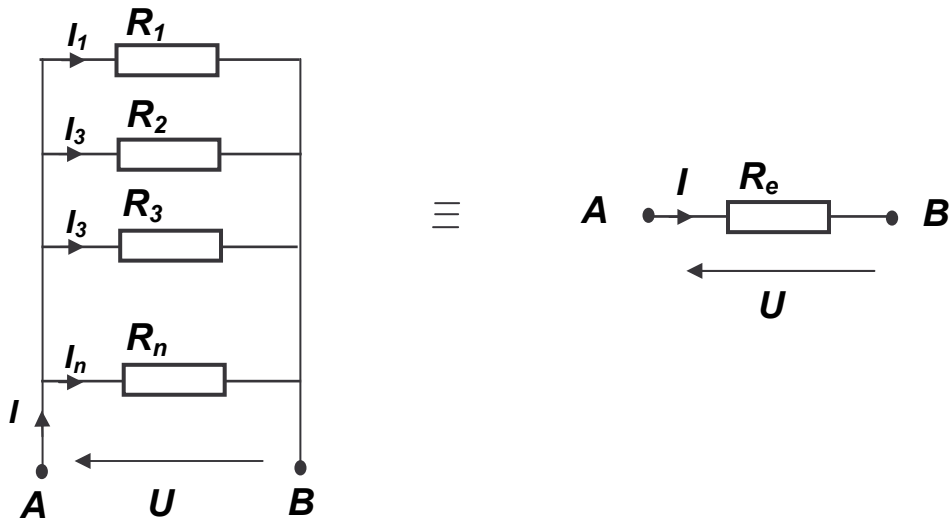 I₁ R₁
I₃ R₂
I₃ R₃
Iₙ Rₙ
I
A U B
≡
A I Rₑ B
U